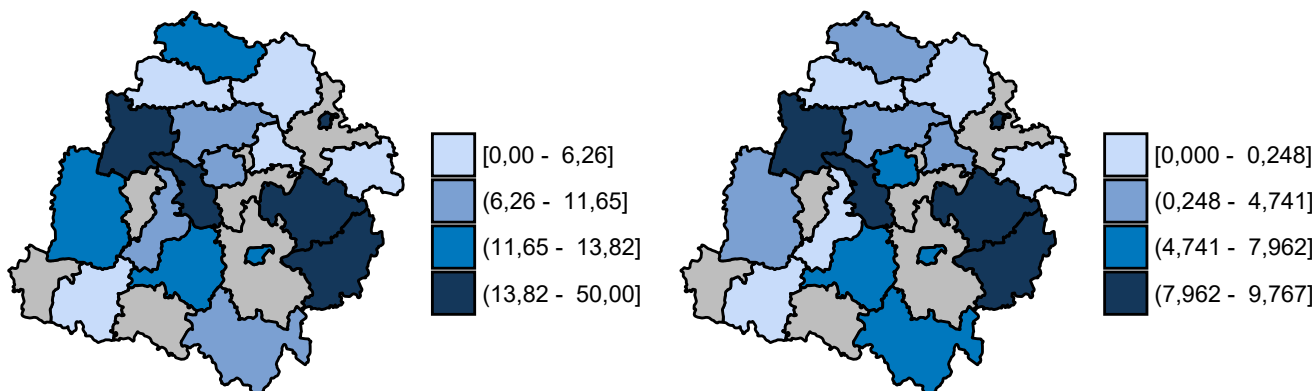 [0,00 - 6,26]
(6,26 - 11,65]
(11,65 - 13,82]
(13,82 - 50,00]
[0,000 - 0,248]
(0,248 - 4,741]
(4,741 - 7,962]
(7,962 - 9,767]